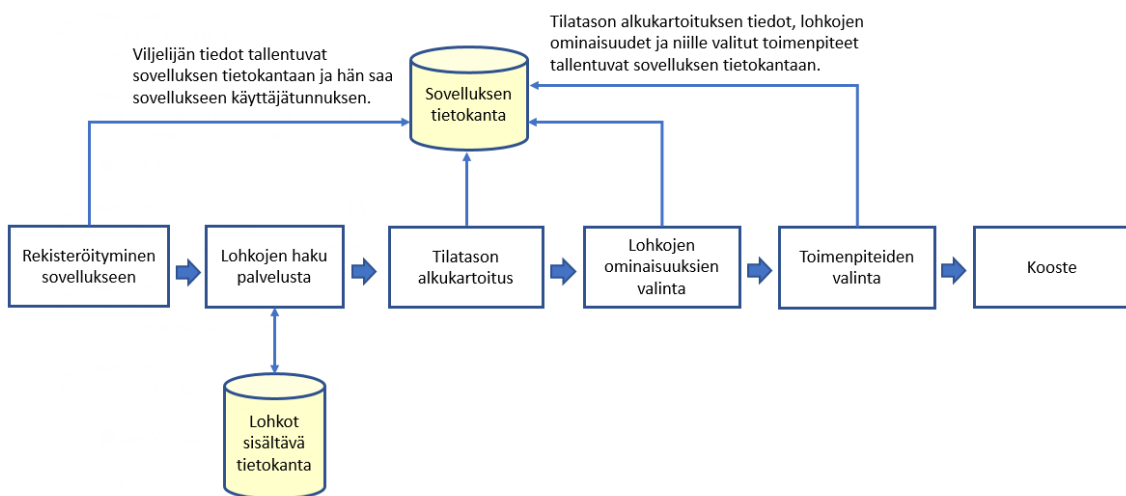 Viljelijän tiedot tallentuvat
sovelluksen tietokantaan ja hän saa
sovellukseen käyttäjätunnuksen.
Tilatason alkukartoituksen tiedot, lohkojen
ominaisuudet ja niille valitut toimenpiteet
tallentuvat sovelluksen tietokantaan.
Sovelluksen
tietokanta
Rekisteröityminen
sovellukseen
Lohkojen haku
palvelusta
Tilatason
alkukartoitus
Lohkojen
ominaisuuksien
valinta
Toimenpiteiden
valinta
Kooste
Lohkot
sisältävä
tietokanta